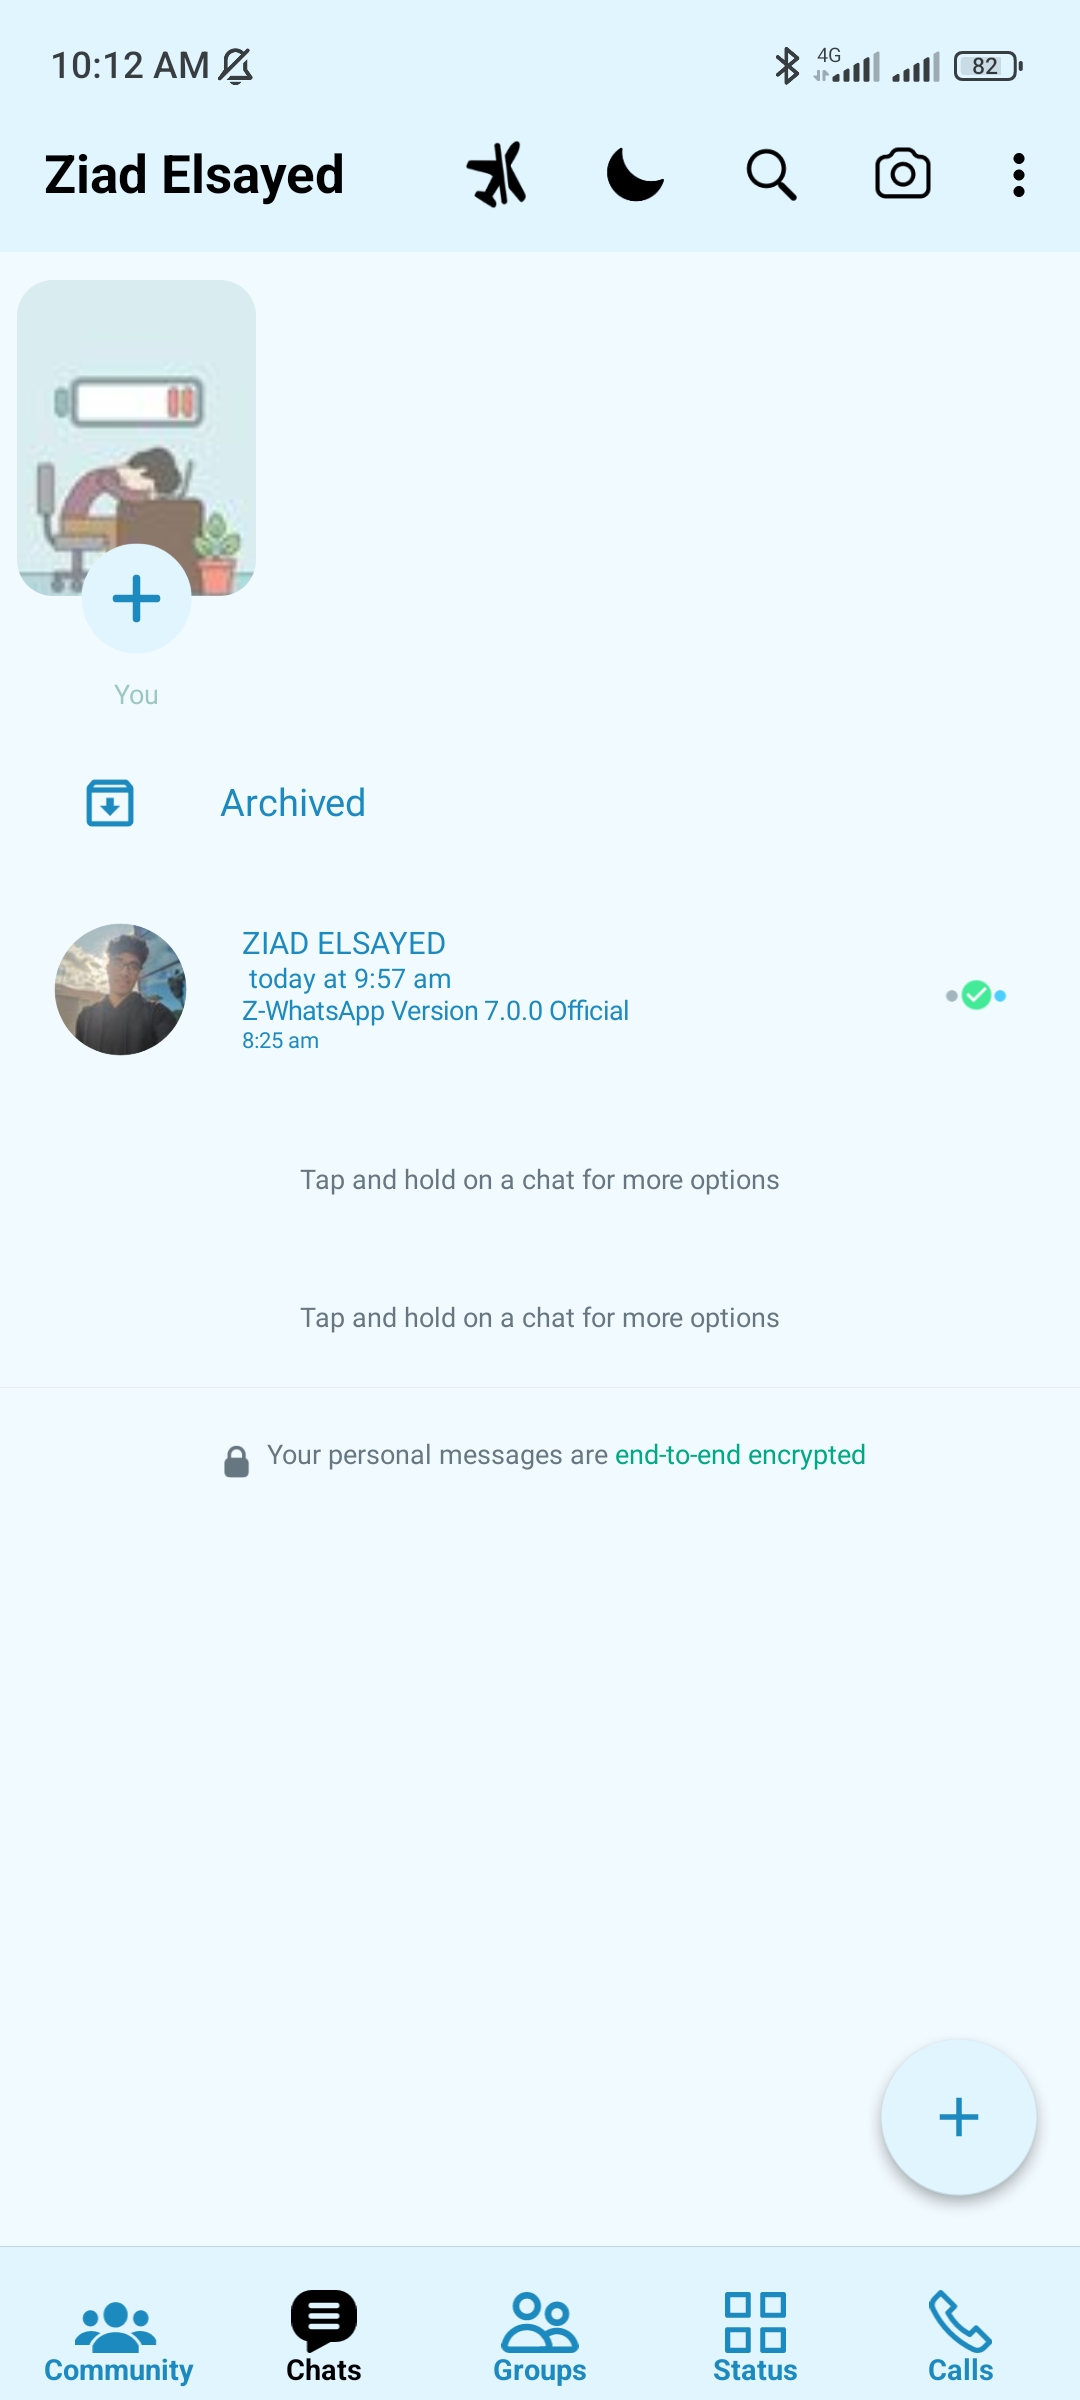 10:12 AM
4G
82
Ziad Elsayed
You
Archived
ZIAD ELSAYED
today at 9:57 am
Z-WhatsApp Version 7.0.0 Official
8:25 am
Tap and hold on a chat for more options
Tap and hold on a chat for more options
Your personal messages are end-to-end encrypted
Community
Chats
Groups
Status
Calls